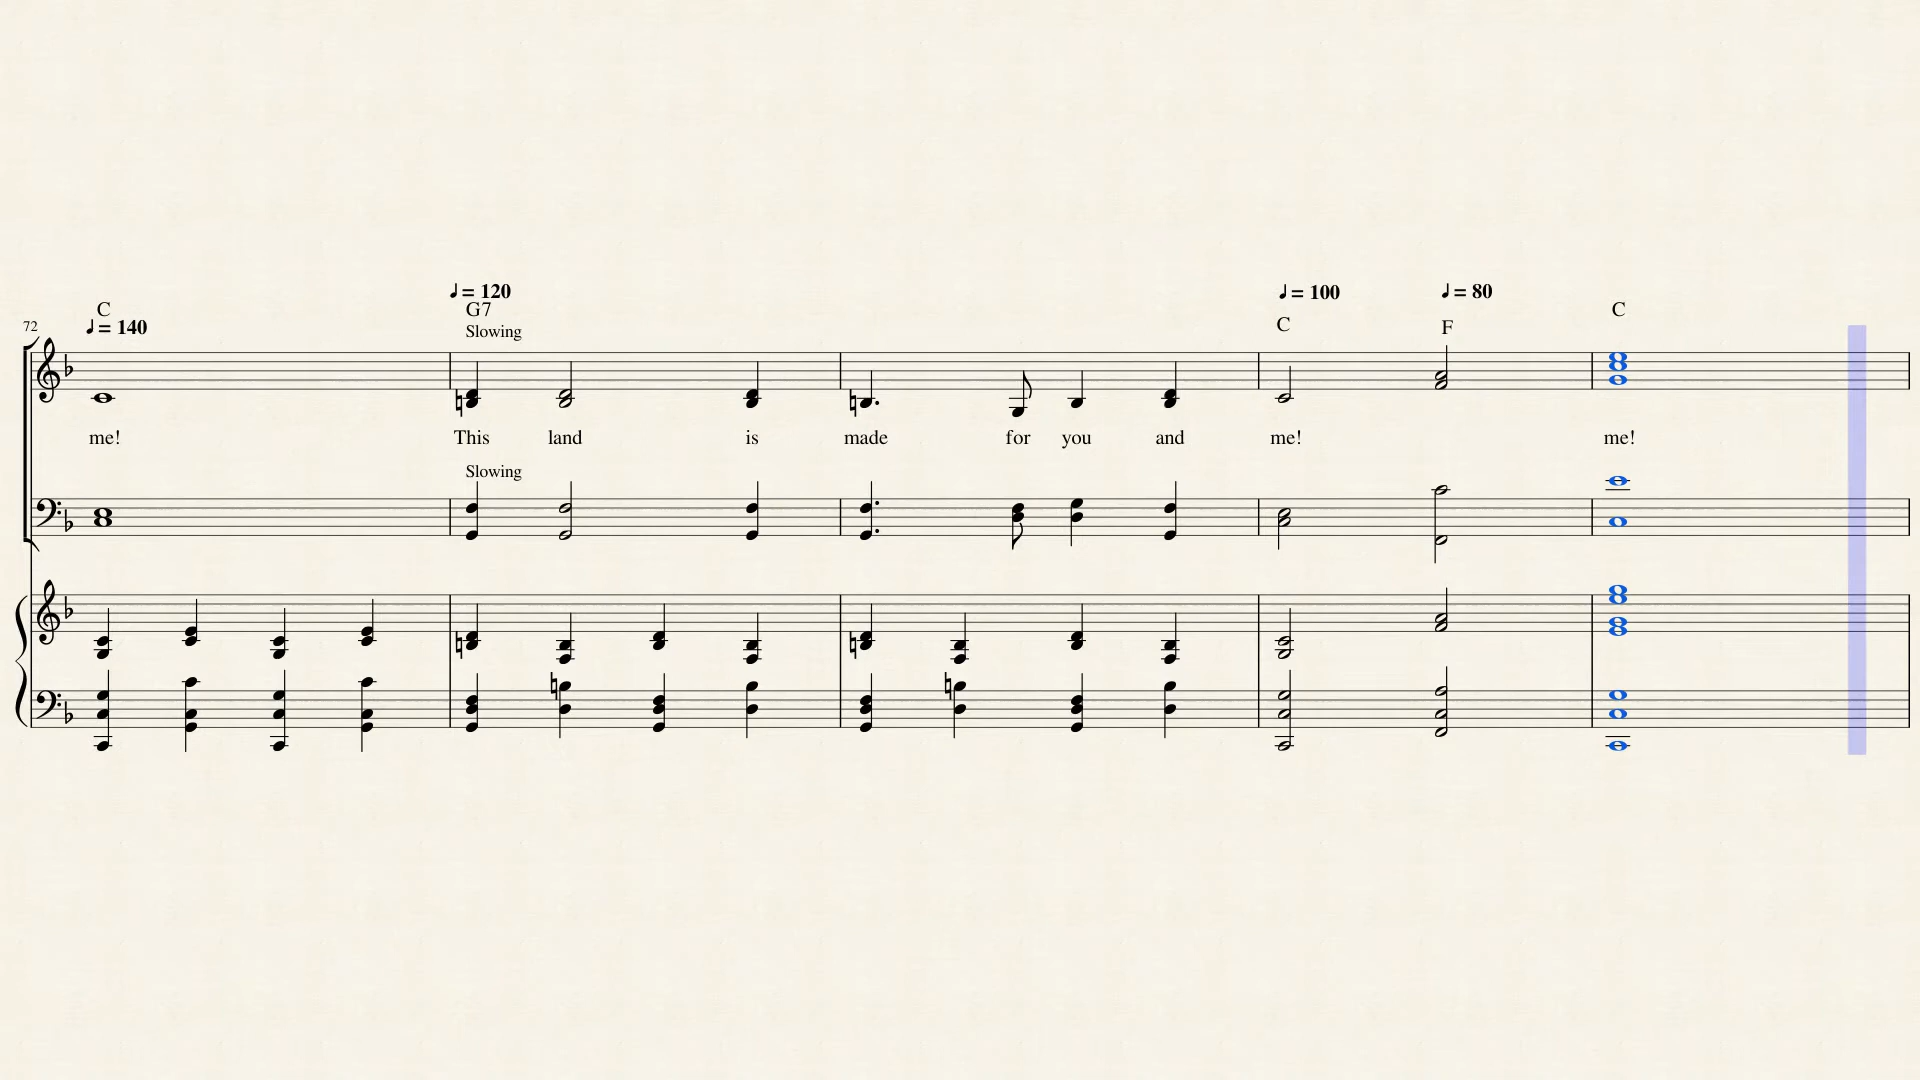 ♩= 120 ♩= 100 ♩= 80
C G7 C F C
72 ♩= 140 Slowing
me! This land is made for you and me! me!
Slowing